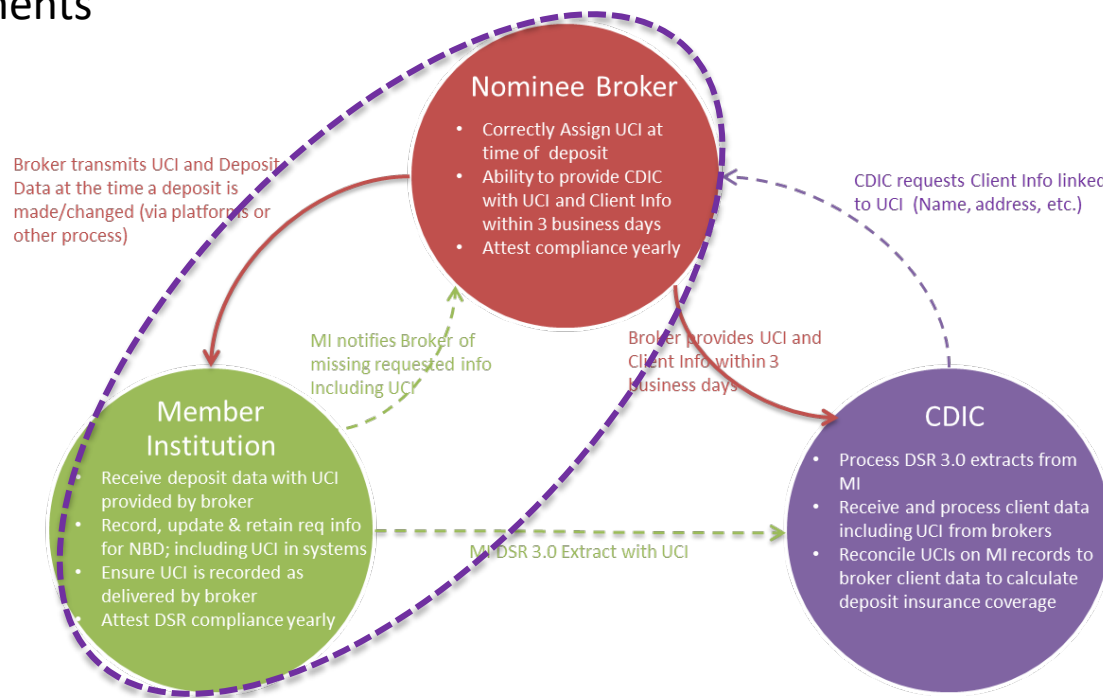 nents
Nominee Broker
• Correctly Assign UCI at
time of deposit
• Ability to provide CDIC
with UCI and Client Info
within 3 business days
• Attest compliance yearly
Broker transmits UCI and Deposit
Data at the time a deposit is
made/changed (via platforms or
other process)
CDIC requests Client Info linked
to UCI (Name, address, etc.)
MI notifies Broker of
missing requested info
Including UCI
Broker provides UCI and
Client Info within 3
business days
Member
Institution
• Receive deposit data with UCI
provided by broker
• Record, update & retain req info
for NBD; including UCI in systems
• Ensure UCI is recorded as
delivered by broker
• Attest DSR compliance yearly
MI DSR 3.0 Extract with UCI
CDIC
• Process DSR 3.0 extracts from
MI
• Receive and process client data
including UCI from brokers
• Reconcile UCIs on MI records to
broker client data to calculate
deposit insurance coverage